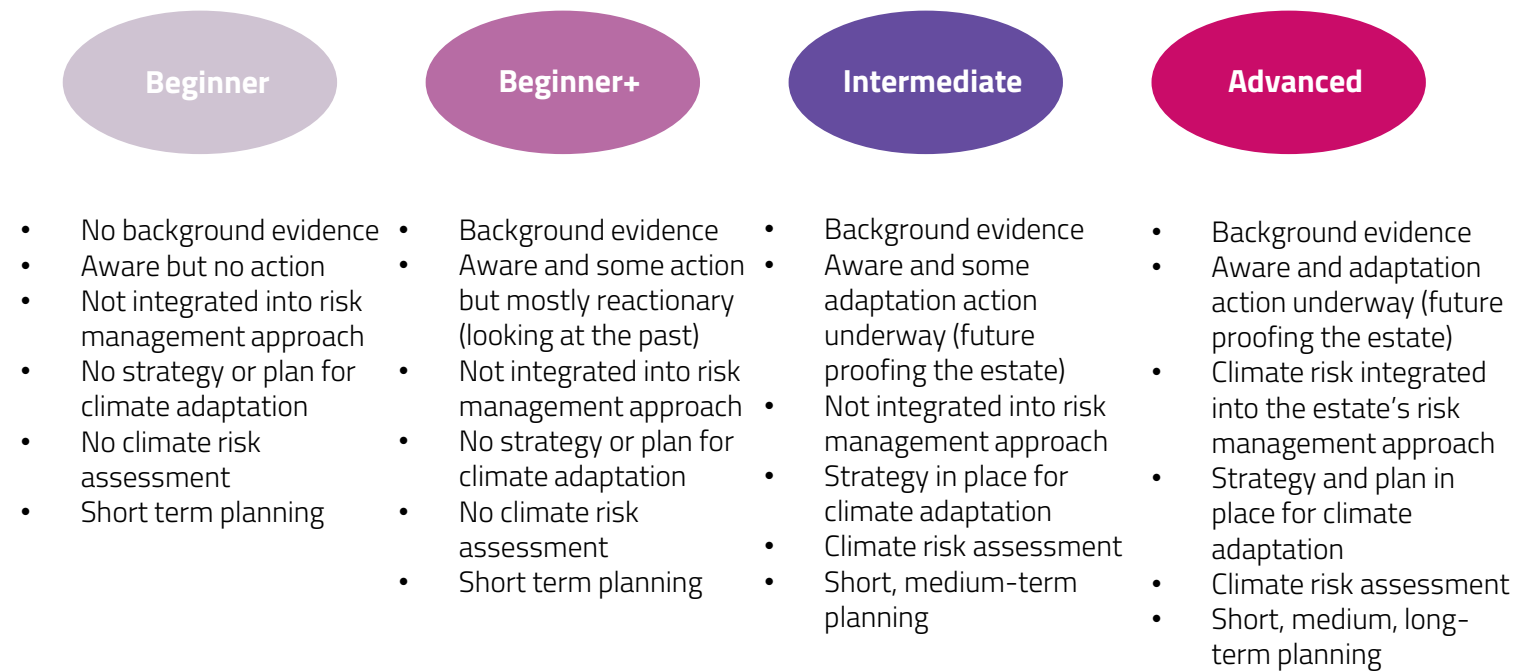 Beginner
• No background evidence
• Aware but no action
• Not integrated into risk
management approach
• No strategy or plan for
climate adaptation
• No climate risk
assessment
• Short term planning
Beginner+
• Background evidence
• Aware and some action
but mostly reactionary
(looking at the past)
• Not integrated into risk
management approach
• No strategy or plan for
climate adaptation
• No climate risk
assessment
• Short term planning
Intermediate
• Background evidence
• Aware and some
adaptation action
underway (future
proofing the estate)
• Not integrated into risk
management approach
• Strategy in place for
climate adaptation
• Climate risk assessment
• Short, medium-term
planning
Advanced
• Background evidence
• Aware and adaptation
action underway (future
proofing the estate)
• Climate risk integrated
into the estate’s risk
management approach
• Strategy and plan in
place for climate
adaptation
• Climate risk assessment
• Short, medium, long-
term planning